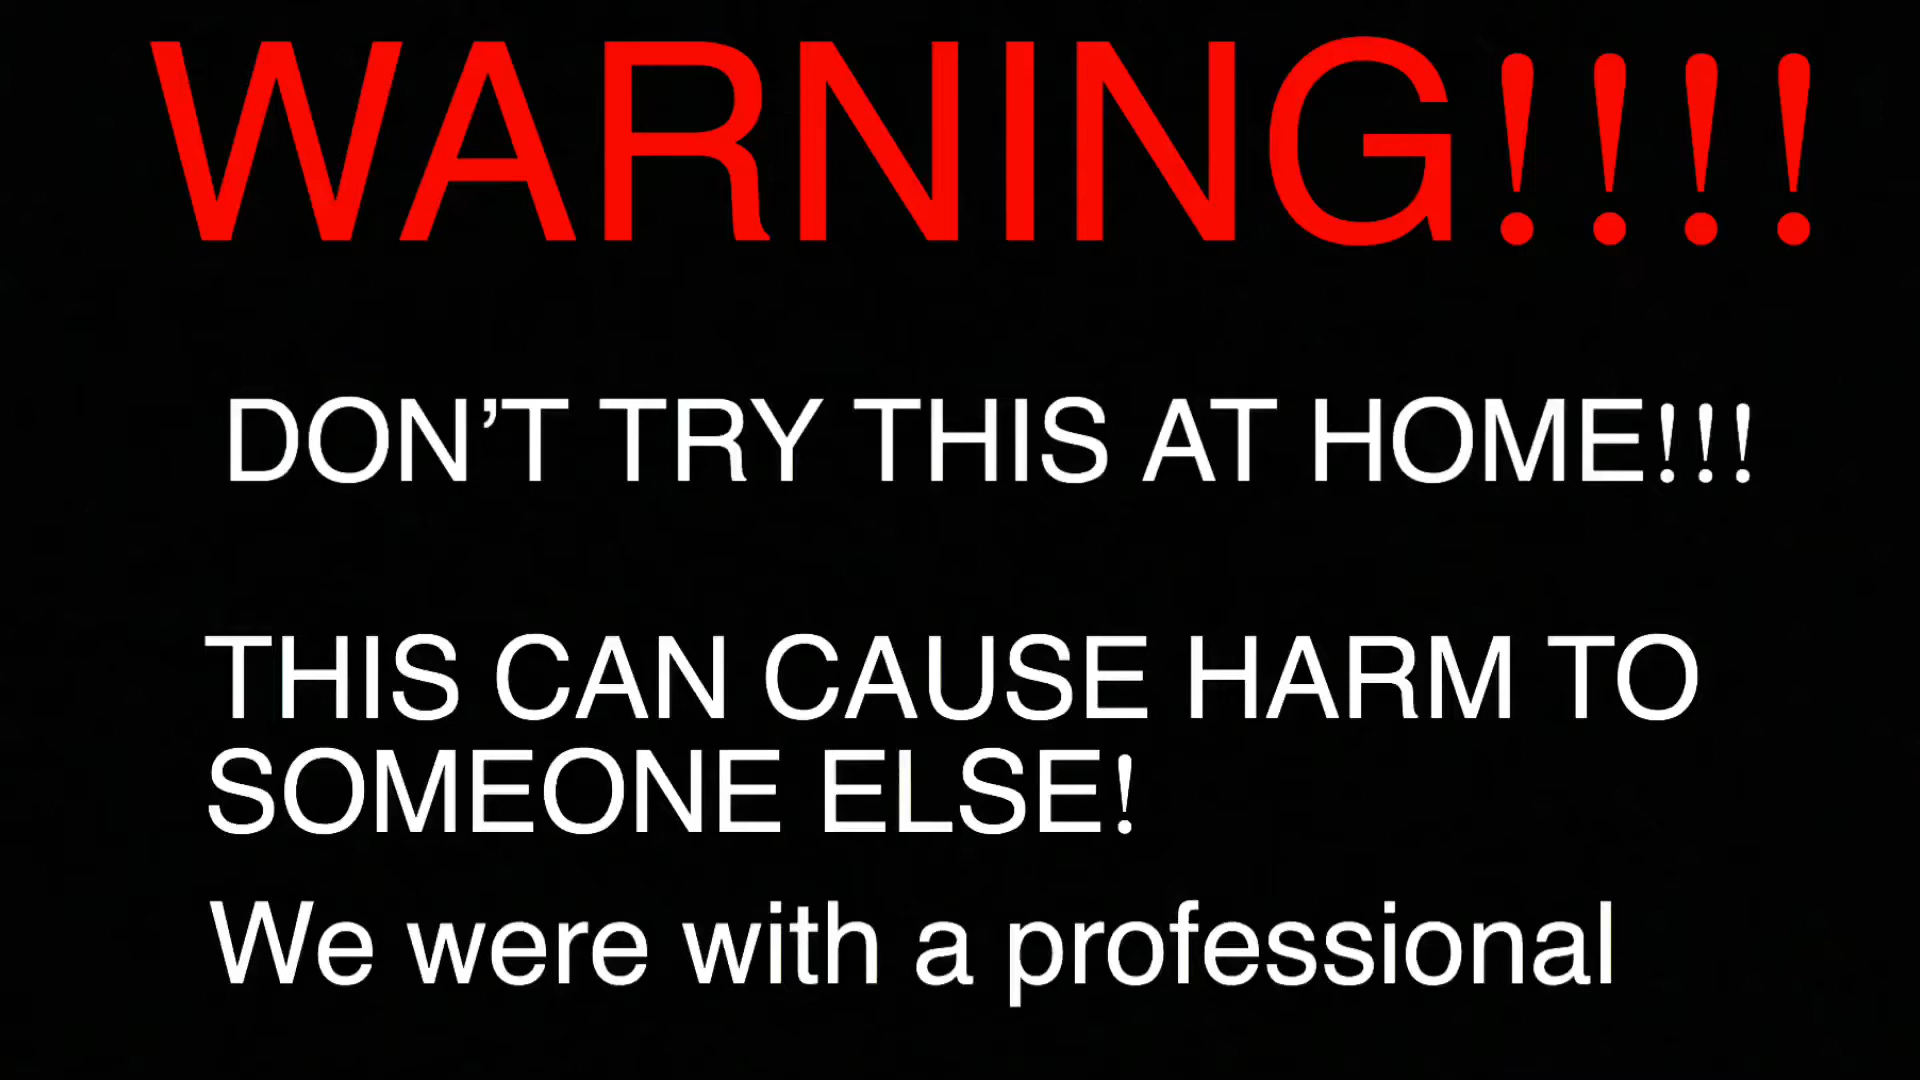 WARNING!!!!
DON’T TRY THIS AT HOME!!!
THIS CAN CAUSE HARM TO
SOMEONE ELSE!
We were with a professional